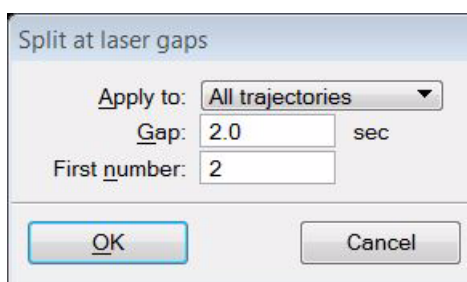 Split at laser gaps
Apply to: All trajectories
Gap: 2.0 sec
First number: 2
OK Cancel